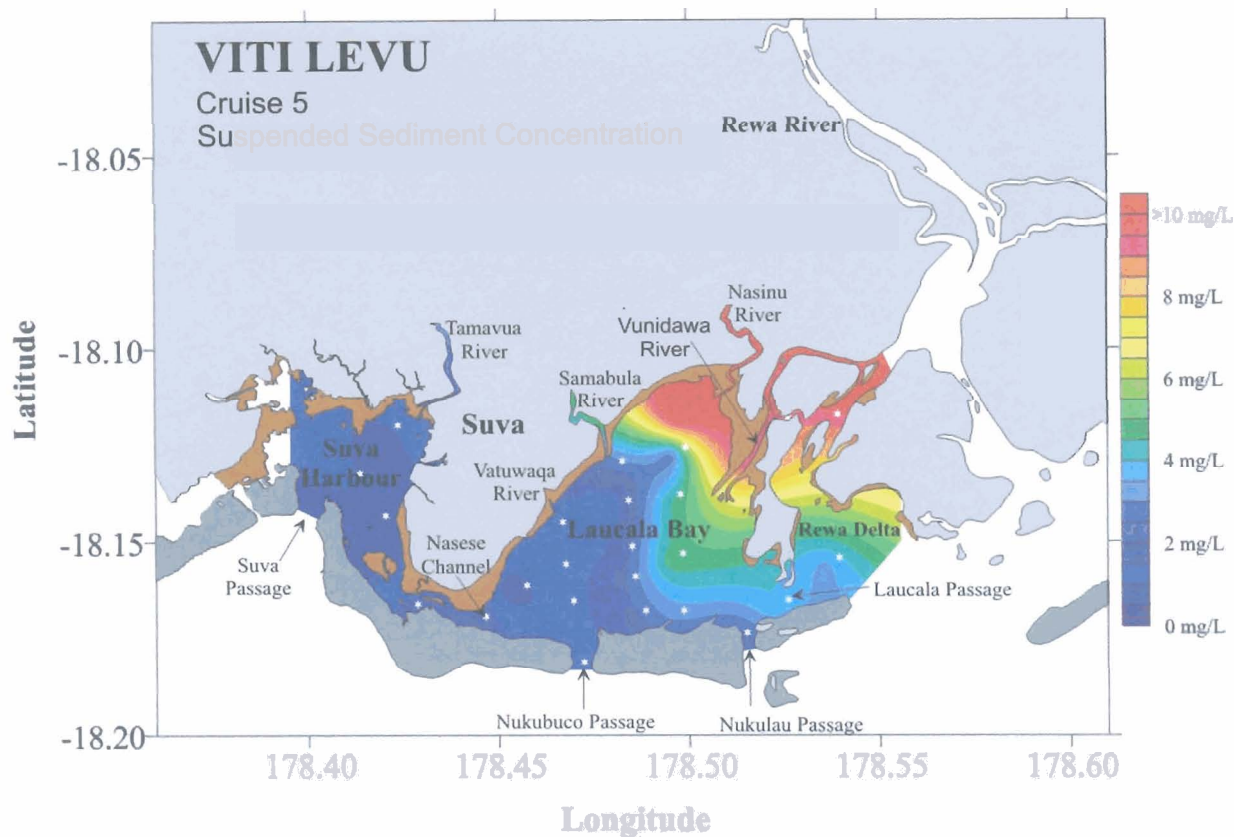 VITI LEVU
Cruise 5
Suspended Sediment Concentration
Rewa River
-18.05
>10 mg/L
8 mg/L
6 mg/L
4 mg/L
2 mg/L
0 mg/L
Nasinu
River
Vunidawa
River
Tamavua
River
Samabula
River
-18.10
Latitude
Suva
Suva
Harbour
Vatuwaqa
River
Laucala Bay
Rewa Delta
-18.15
Nasese
Channel
Suva
Passage
Laucala Passage
Nukubuco Passage
Nukulau Passage
-18.20
178.40
178.45
178.50
178.55
178.60
Longitude